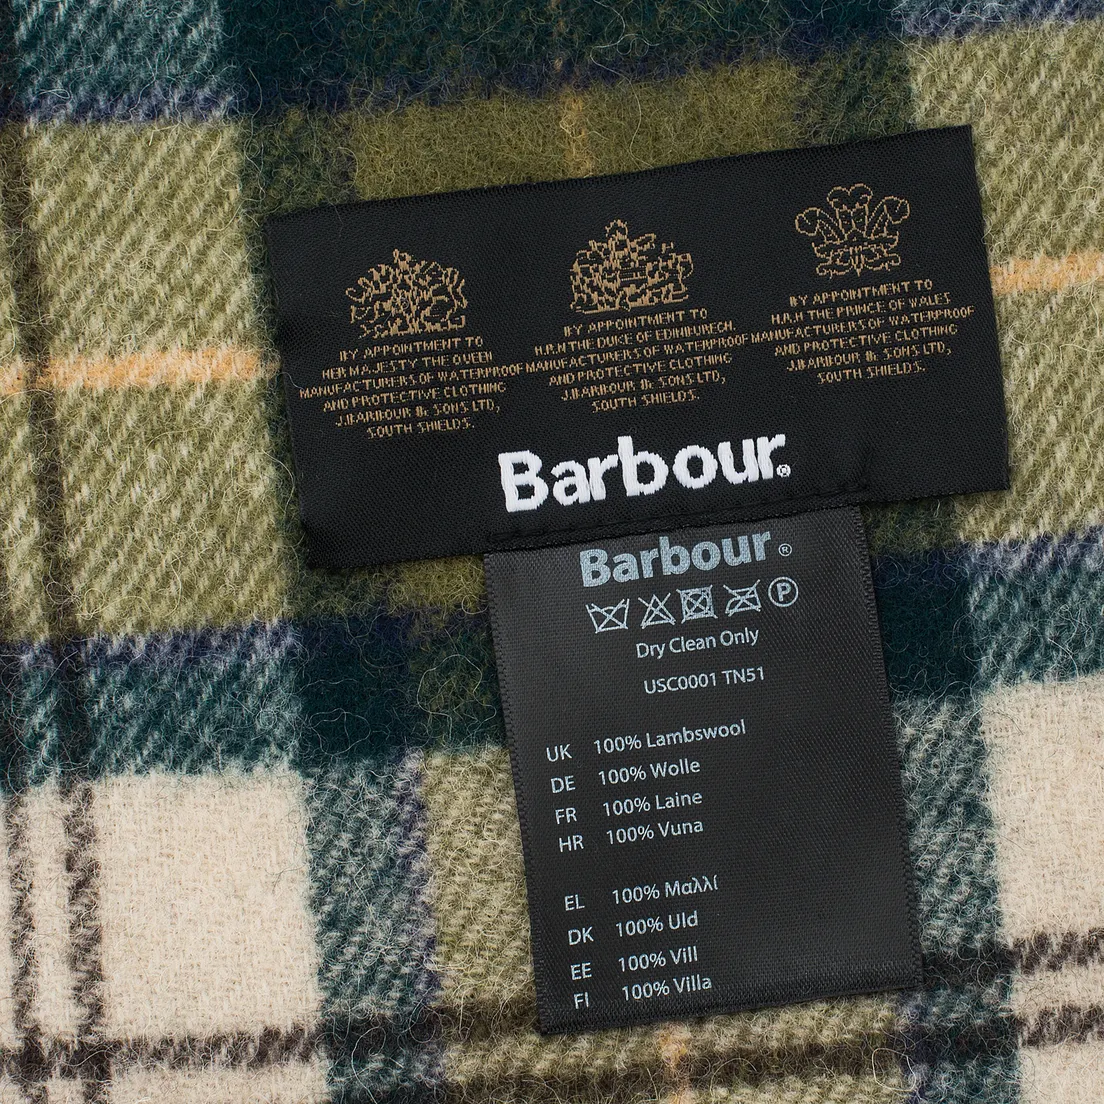 BY APPOINTMENT TO
HER MAJESTY THE QUEEN
MANUFACTURERS OF WATERPROOF
AND PROTECTIVE CLOTHING
J.BARBOUR & SONS LTD,
SOUTH SHIELDS.
BY APPOINTMENT TO
H.R.H THE DUKE OF EDINBURGH.
MANUFACTURERS OF WATERPROOF
AND PROTECTIVE CLOTHING
J.BARBOUR & SONS LTD,
SOUTH SHIELDS.
BY APPOINTMENT TO
H.R.H THE PRINCE OF WALES
MANUFACTURERS OF WATERPROOF
AND PROTECTIVE CLOTHING
J.BARBOUR & SONS LTD,
SOUTH SHIELDS.
Barbour®
Barbour®
P
Dry Clean Only
USC0001 TN51
UK 100% Lambswool
DE 100% Wolle
FR 100% Laine
HR 100% Vuna
EL 100% Μαλλί
DK 100% Uld
EE 100% Vill
FI 100% Villa